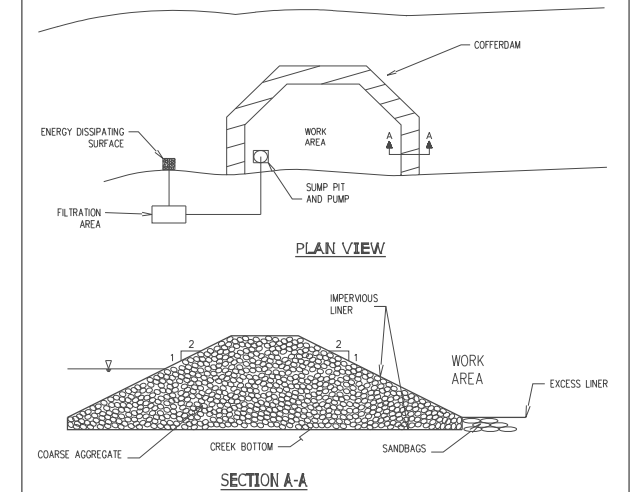 COFFERDAM
ENERGY DISSIPATING
SURFACE
WORK
AREA
A
A
SUMP PIT
AND PUMP
FILTRATION
AREA
PLAN VIEW
IMPERVIOUS
LINER
2
1
2
1
WORK
AREA
EXCESS LINER
COARSE AGGREGATE
CREEK BOTTOM
SANDBAGS
SECTION A-A